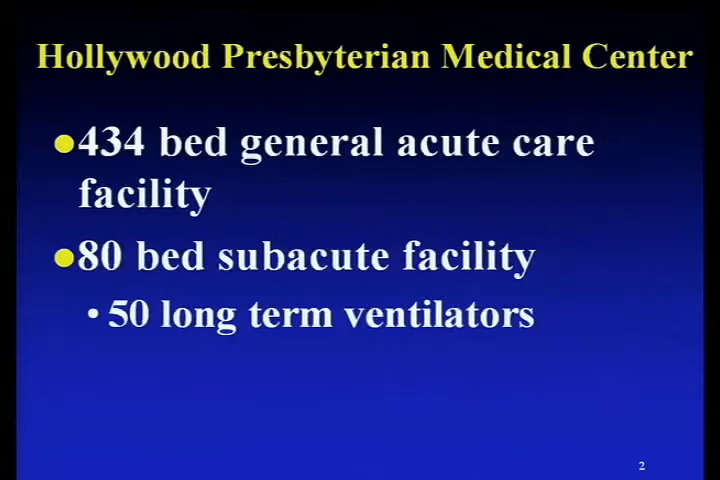 Hollywood Presbyterian Medical Center
●434 bed general acute care
facility
●80 bed subacute facility
• 50 long term ventilators
2